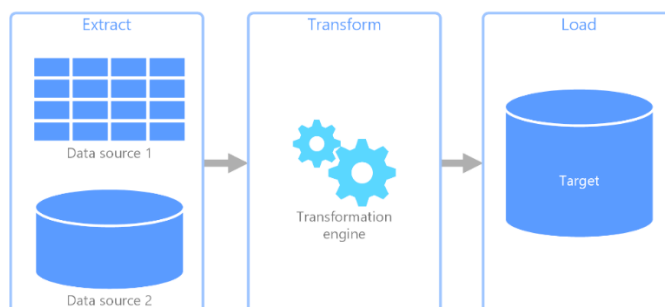 Extract
Data source 1
Data source 2
Transform
Transformation
engine
Load
Target